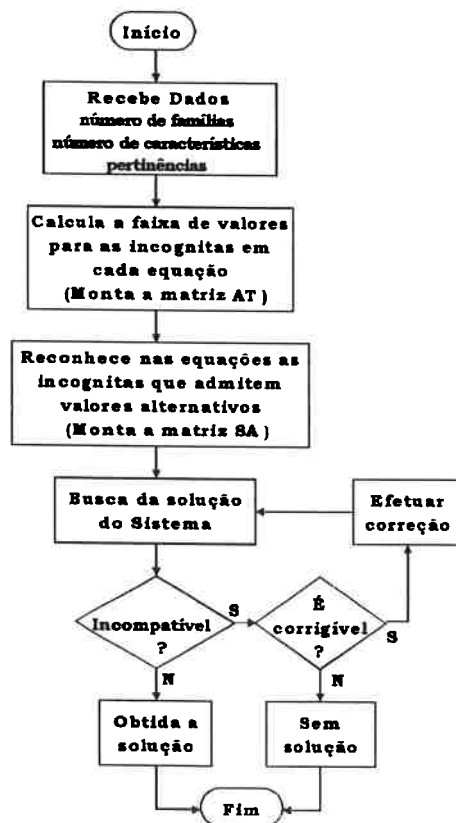 Início
Recebe Dados
número de famílias
número de características
pertinências
Calcula a faixa de valores
para as incognitas em
cada equação
(Monta a matriz AT)
Reconhece nas equações as
incognitas que admitem
valores alternativos
(Monta a matriz SA)
Busca da solução
do Sistema
Efetuar
correção
Incompatível
?
S
É
corrigível
?
S
N
N
Obtida a
solução
Sem
solução
Fim